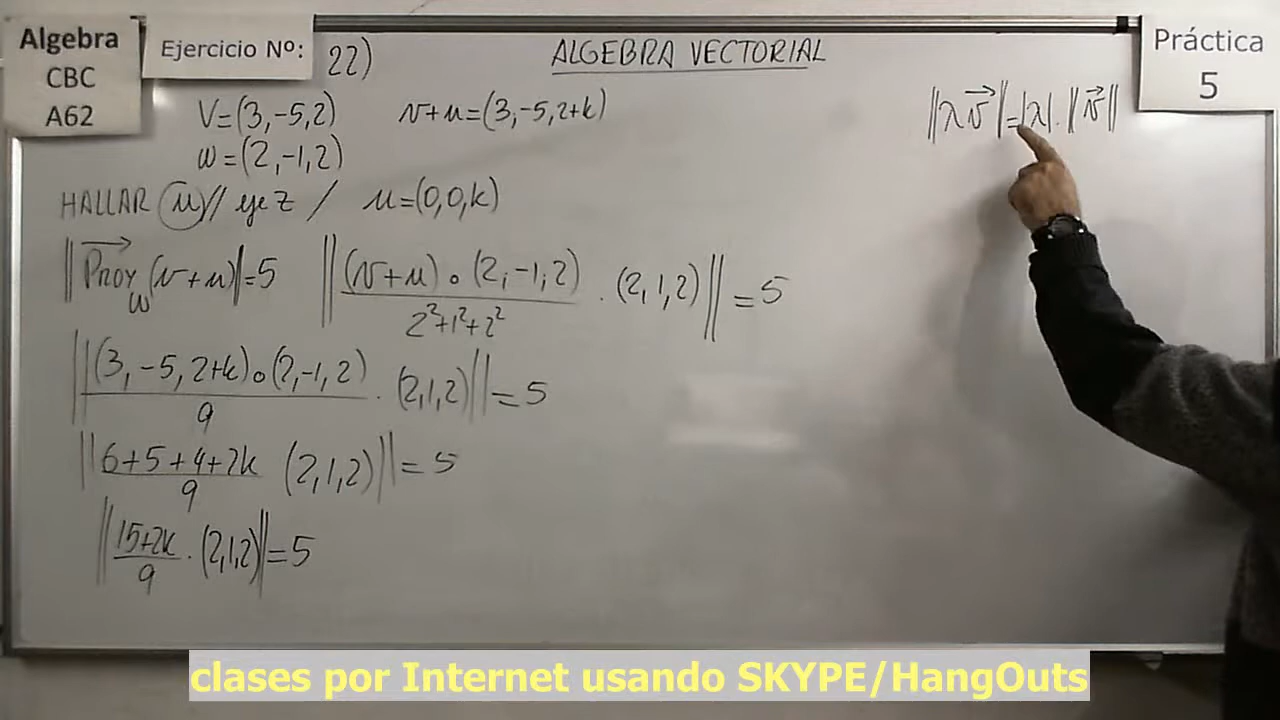 Algebra
CBC
A62
Ejercicio Nº: 22)
ALGEBRA VECTORIAL
Práctica
5
V=(3,-5,2) v+u=(3,-5,2+k)
w=(2,-1,2)
||λv⃗||=|λ|.||v⃗||
HALLAR u // eje z / u=(0,0,k)
||Proy_w (v+u)||=5 ||(v+u)∘(2,-1,2)/(2²+1²+2²) . (2,1,2)||=5
||(3,-5,2+k)∘(2,-1,2)/9 . (2,1,2)||=5
||6+5+4+2k/9 (2,1,2)||=5
||15+2k/9 . (2,1,2)||=5
clases por Internet usando SKYPE/HangOuts